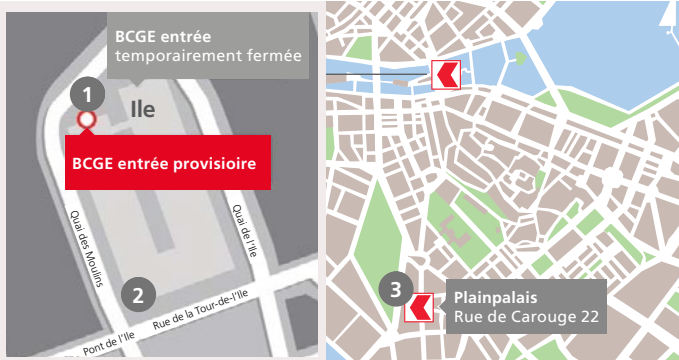 BCGE entrée
temporairement fermée
1
Ile
BCGE entrée provisioire
Quai des Moulins
Quai de l'Ile
2
Pont de l'Ile
Rue de la Tour-de-l'Ile
3
Plainpalais
Rue de Carouge 22